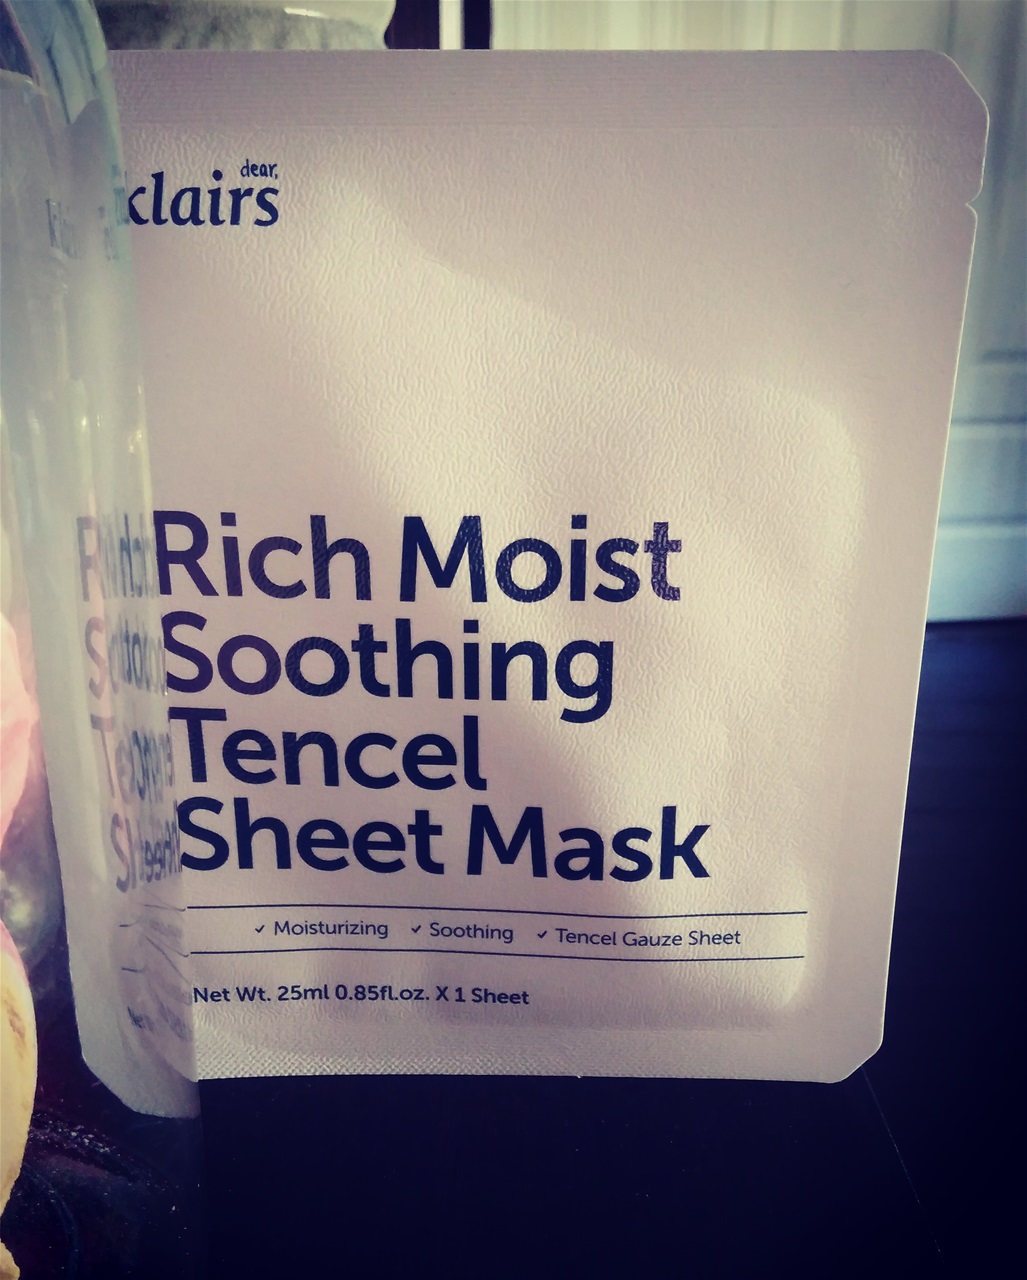 dear,
klairs
Rich Moist
Soothing
Tencel
Sheet Mask
✓ Moisturizing ✓ Soothing ✓ Tencel Gauze Sheet
Net Wt. 25ml 0.85fl.oz. X 1 Sheet